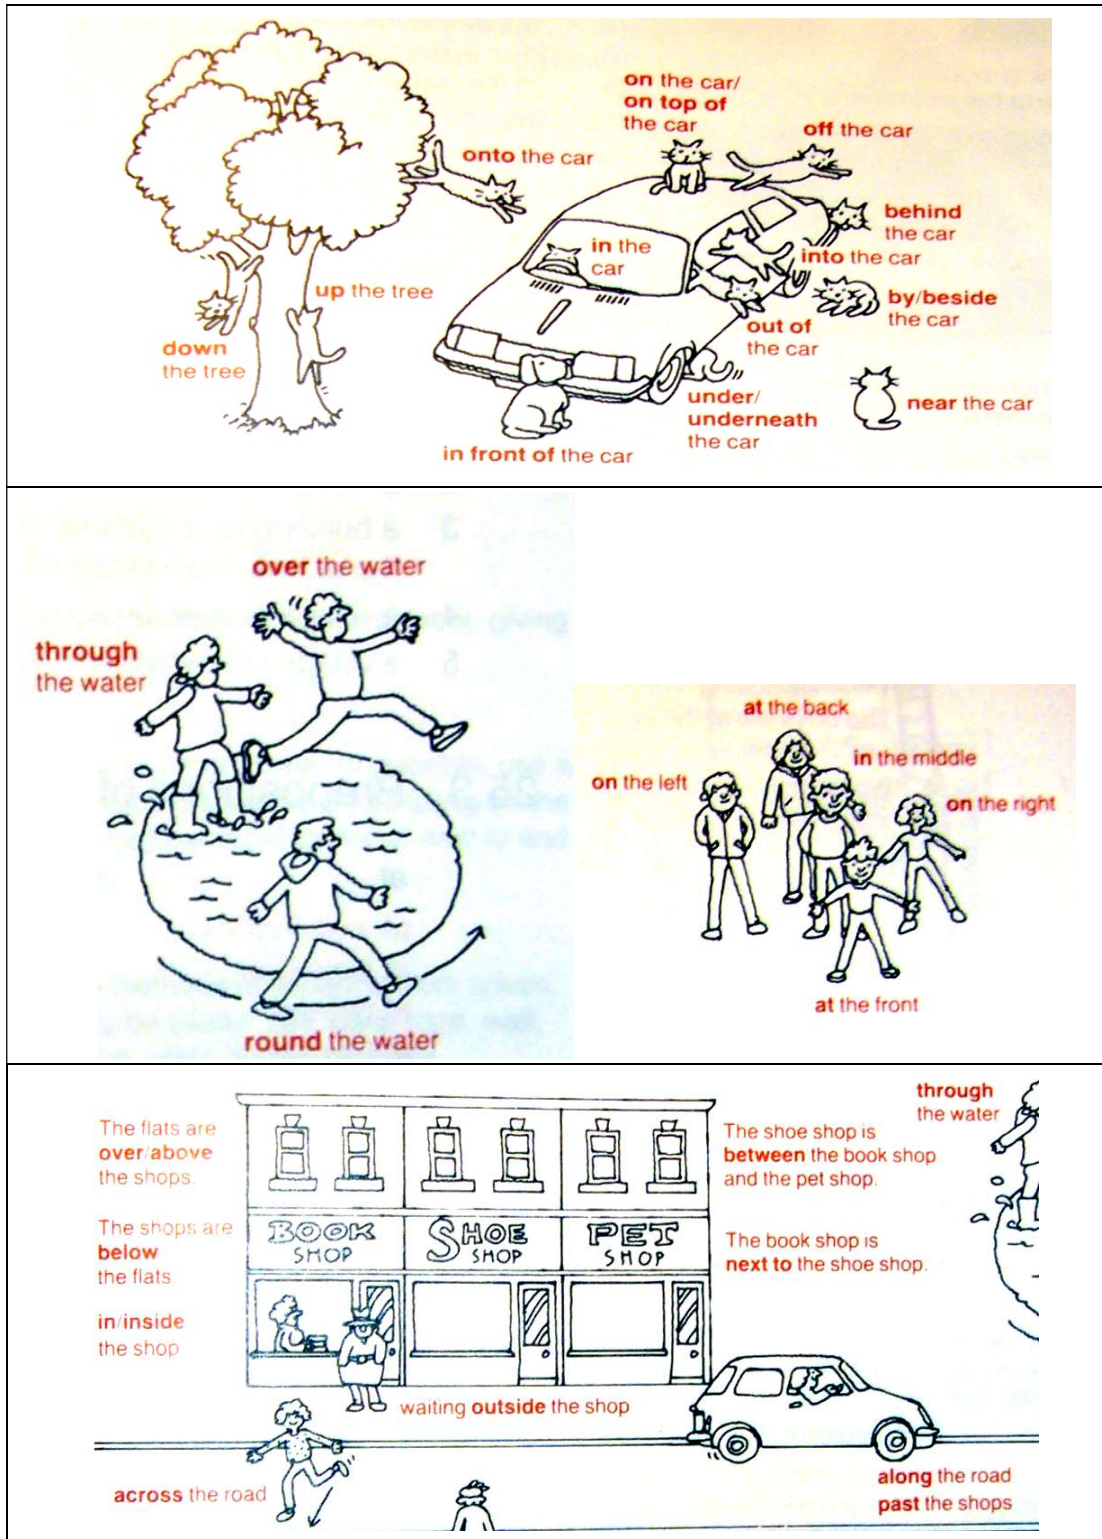 on the car/
on top of
the car
off the car
onto the car
behind
the car
in the
car
into the car
up the tree
by/beside
the car
out of
the car
down
the tree
under/
underneath
the car
near the car
in front of the car
over the water
through
the water
round the water
at the back
in the middle
on the left
on the right
at the front
The flats are
over/above
the shops.
The shops are
below
the flats
in/inside
the shop
BOOK
SHOP
SHOE
SHOP
PET
SHOP
through
the water
The shoe shop is
between the book shop
and the pet shop.
The book shop is
next to the shoe shop.
waiting outside the shop
across the road
along the road
past the shops